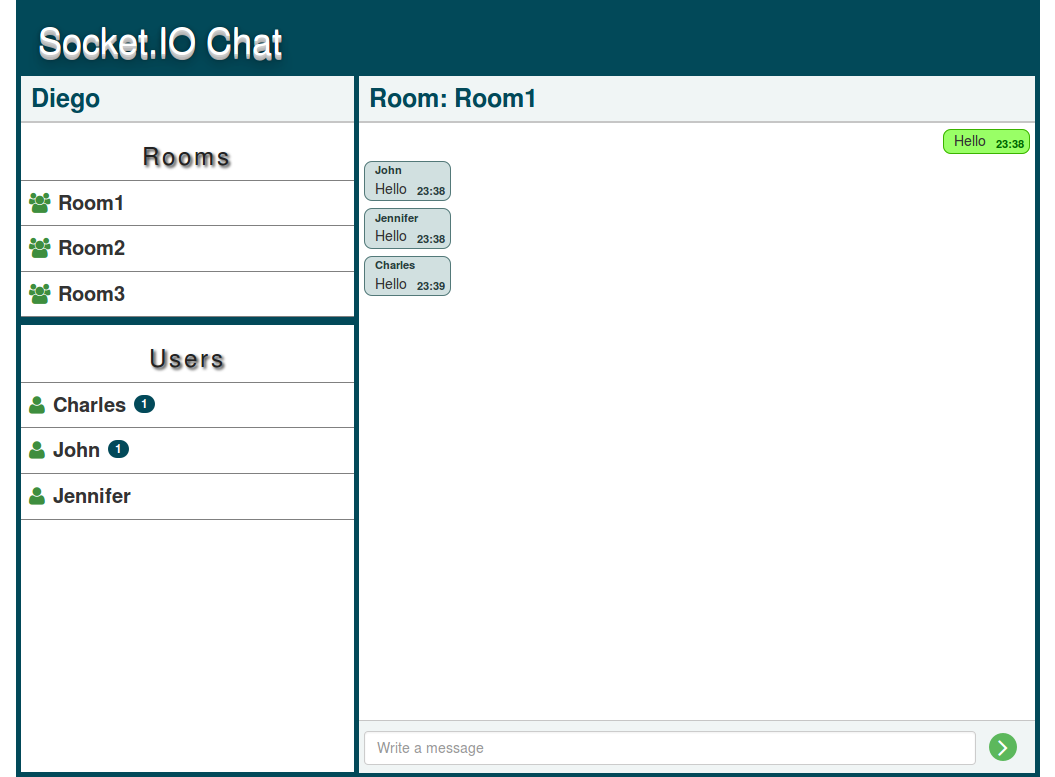 Socket.IO Chat
Diego
Rooms
Room1
Room2
Room3
Users
Charles 1
John 1
Jennifer
Room: Room1
Hello 23:38
John
Hello 23:38
Jennifer
Hello 23:38
Charles
Hello 23:39
Write a message